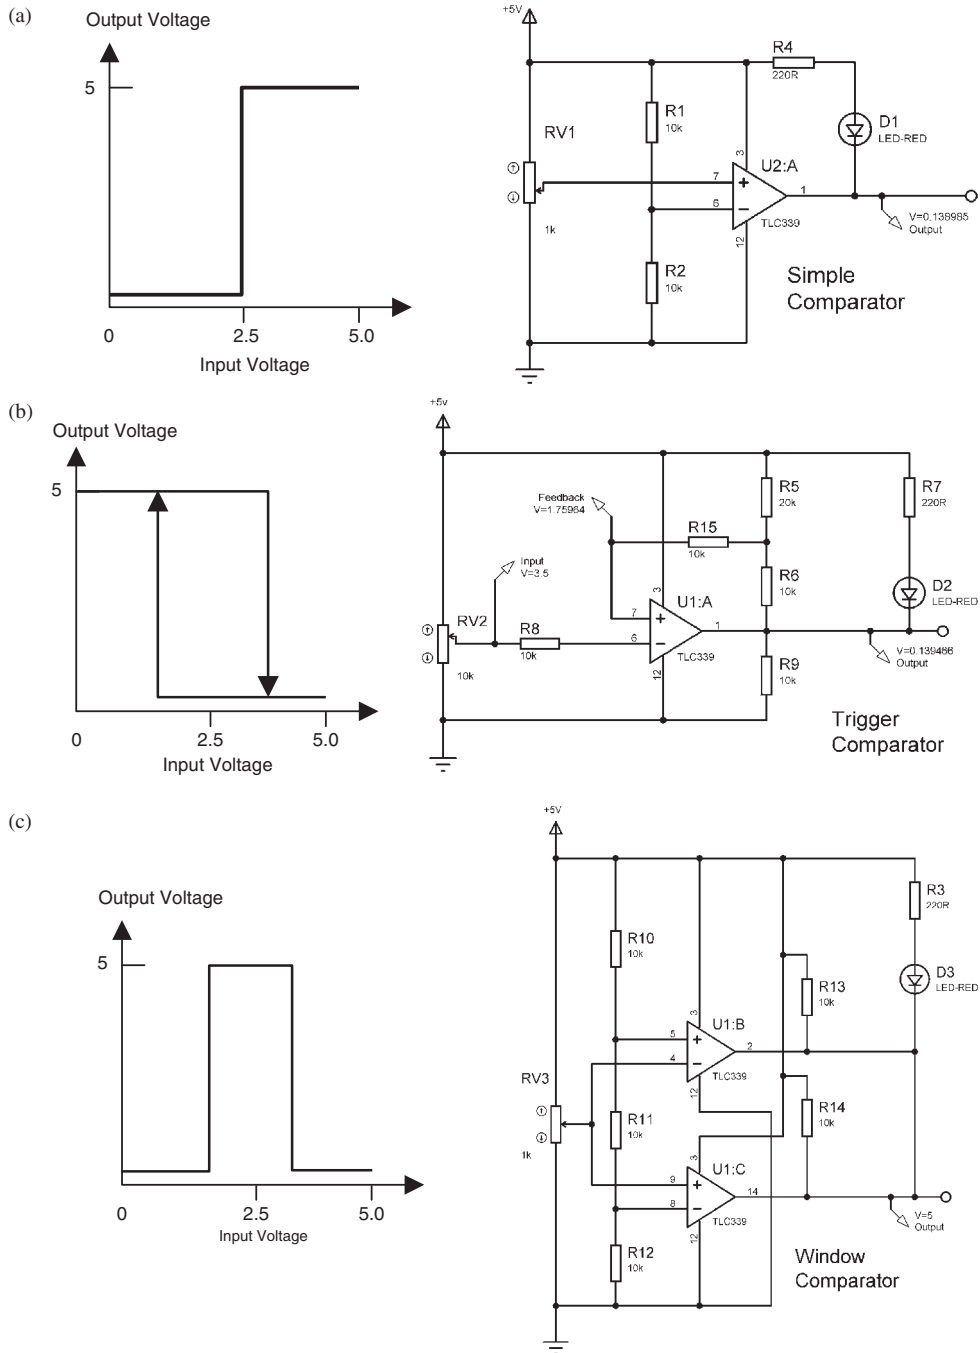 (a)
Output Voltage
5
0
2.5
5.0
Input Voltage
+5V
RV1
1k
R1
10k
R2
10k
R4
220R
D1
LED-RED
U2:A
3
7
+
6
−
1
12
TLC339
V=0.138985
Output
Simple
Comparator
(b)
Output Voltage
5
0
2.5
5.0
Input Voltage
+5v
Feedback
V=1.75964
Input
V=3.5
RV2
10k
R8
10k
R15
10k
R5
20k
R6
10k
R9
10k
R7
220R
D2
LED-RED
U1:A
3
7
+
6
−
1
12
TLC339
V=0.139466
Output
Trigger
Comparator
(c)
Output Voltage
5
0
2.5
5.0
Input Voltage
+5V
RV3
1k
R10
10k
R11
10k
R12
10k
U1:B
3
5
+
4
−
2
12
TLC339
U1:C
3
9
+
8
−
14
12
TLC339
R13
10k
R14
10k
R3
220R
D3
LED-RED
V=5
Output
Window
Comparator